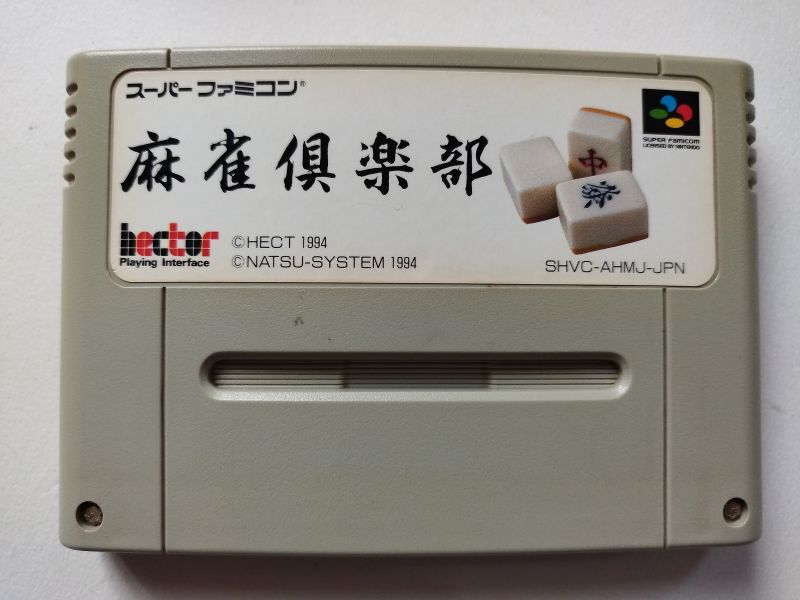 スーパーファミコン®
麻雀倶楽部
中
發
SUPER FAMICOM
LICENSED BY NINTENDO
hector
Playing Interface
©HECT 1994
©NATSU-SYSTEM 1994
SHVC-AHMJ-JPN